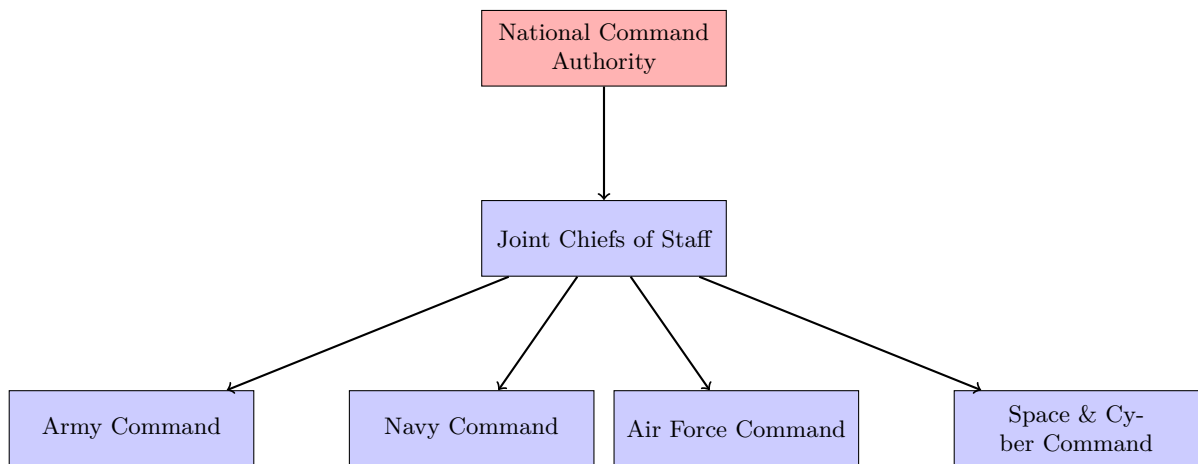 National Command
Authority
Joint Chiefs of Staff
Army Command
Navy Command
Air Force Command
Space & Cy-
ber Command